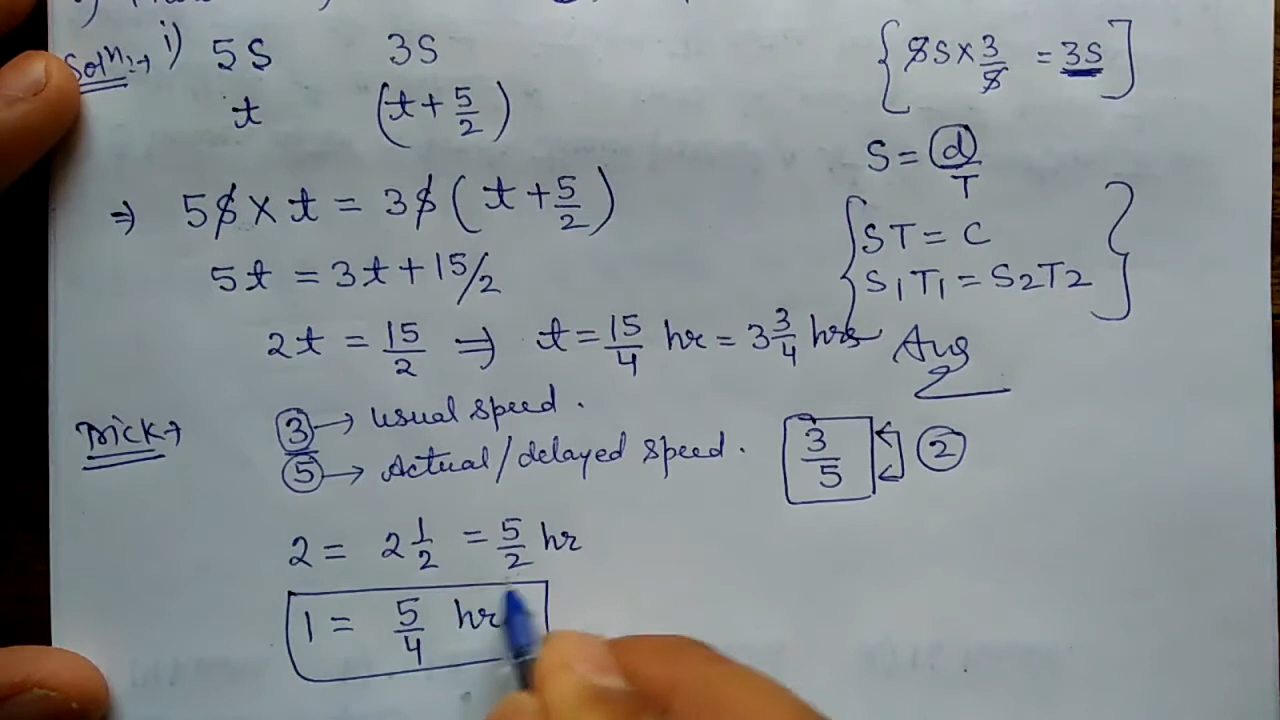 Solⁿ:→ i) 5S 3S
t (t + 5/2)
{ 5S × 3/5 = 3S ]
S = d/T
⇒ 5S × t = 3S (t + 5/2)
{ ST = C
S₁T₁ = S₂T₂ }
5t = 3t + 15/2
2t = 15/2 ⇒ t = 15/4 hr = 3 3/4 hrs Ans
Trick→ 3 → Usual speed.
5 → Actual/delayed speed. 3/5 2
2 = 2 1/2 = 5/2 hr
1 = 5/4 hr